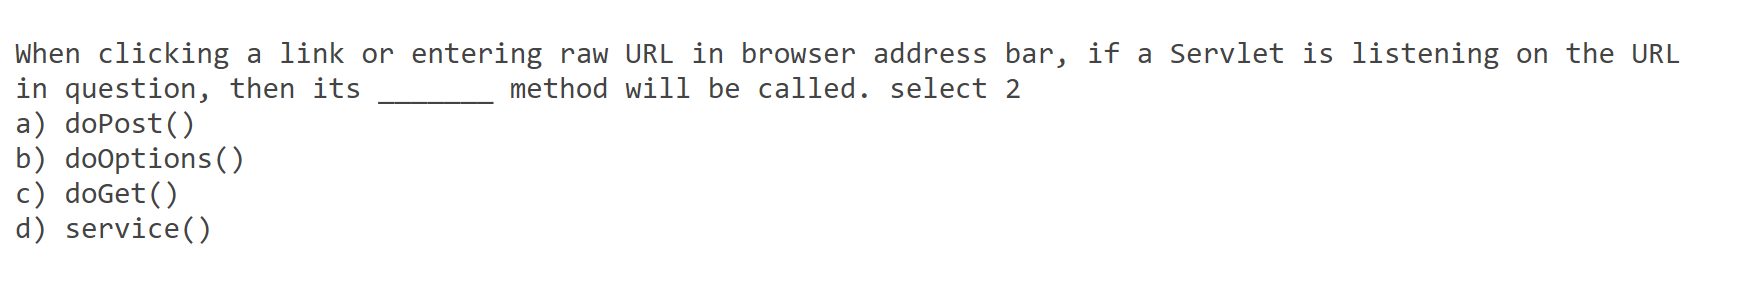 When clicking a link or entering raw URL in browser address bar, if a Servlet is listening on the URL
in question, then its _______ method will be called. select 2
a) doPost()
b) doOptions()
c) doGet()
d) service()